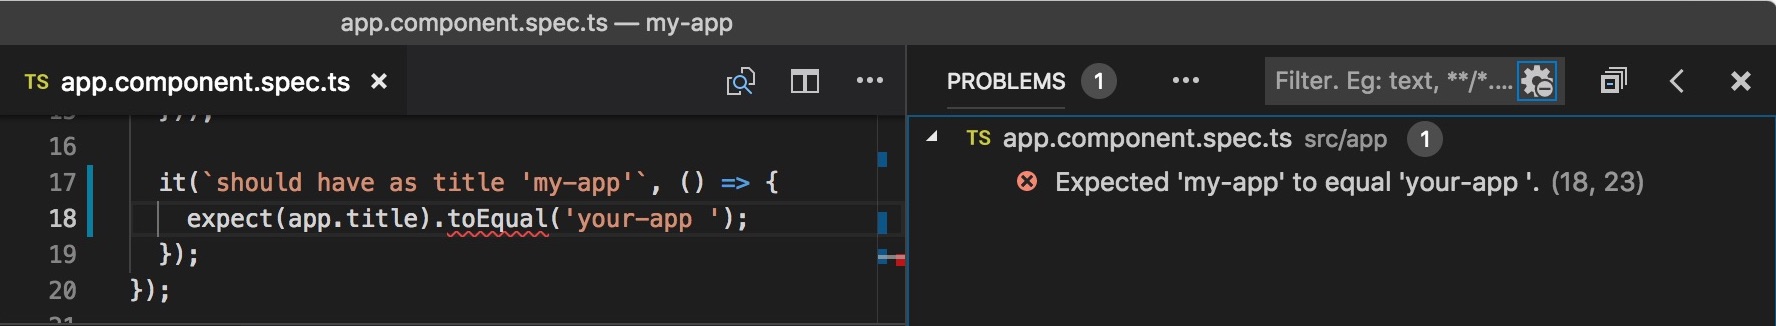 app.component.spec.ts — my-app
TS app.component.spec.ts ×
PROBLEMS 1 ••• Filter. Eg: text, **/*....
16
17 it(`should have as title 'my-app'`, () => {
18 expect(app.title).toEqual('your-app ');
19 });
20 });
TS app.component.spec.ts src/app 1
Expected 'my-app' to equal 'your-app '. (18, 23)